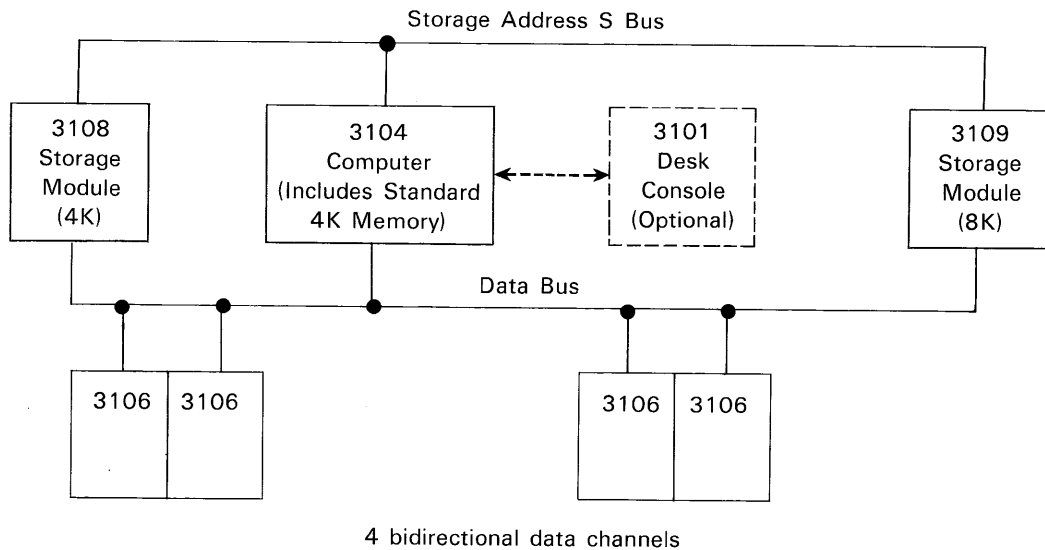 Storage Address S Bus
3108
Storage
Module
(4K)
3104
Computer
(Includes Standard
4K Memory)
3101
Desk
Console
(Optional)
3109
Storage
Module
(8K)
Data Bus
3106
3106
3106
3106
4 bidirectional data channels